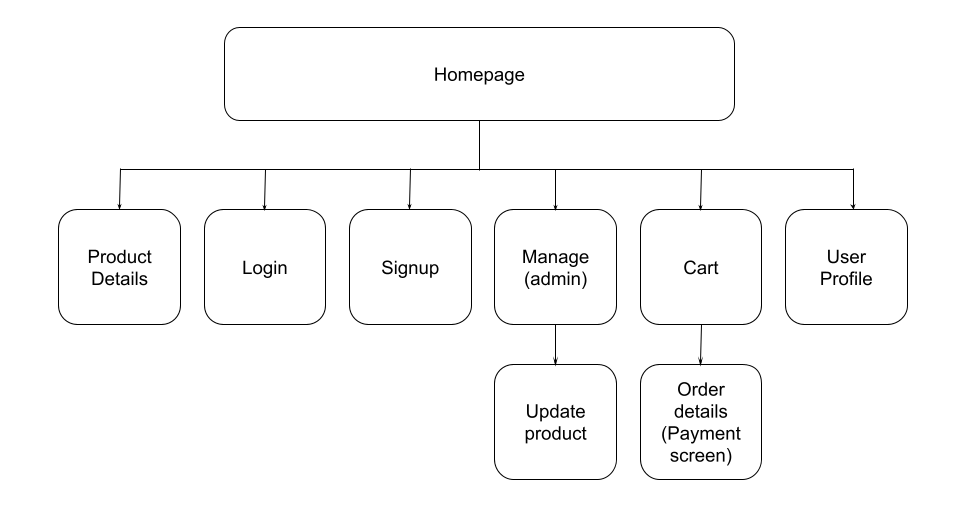 Homepage
Product
Details
Login
Signup
Manage
(admin)
Cart
User
Profile
Update
product
Order
details
(Payment
screen)